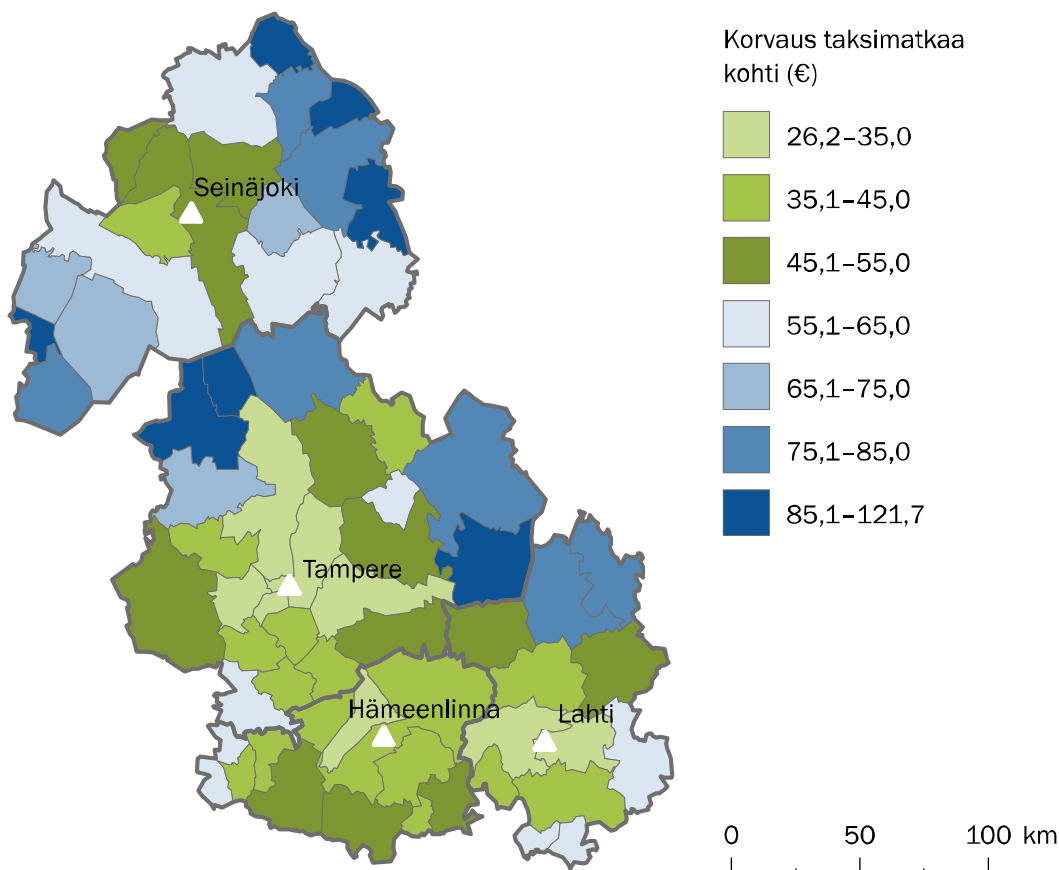 Korvaus taksimatkaa
kohti (€)
26,2–35,0
35,1–45,0
45,1–55,0
55,1–65,0
65,1–75,0
75,1–85,0
85,1–121,7
Seinäjoki
Tampere
Hämeenlinna
Lahti
0 50 100 km